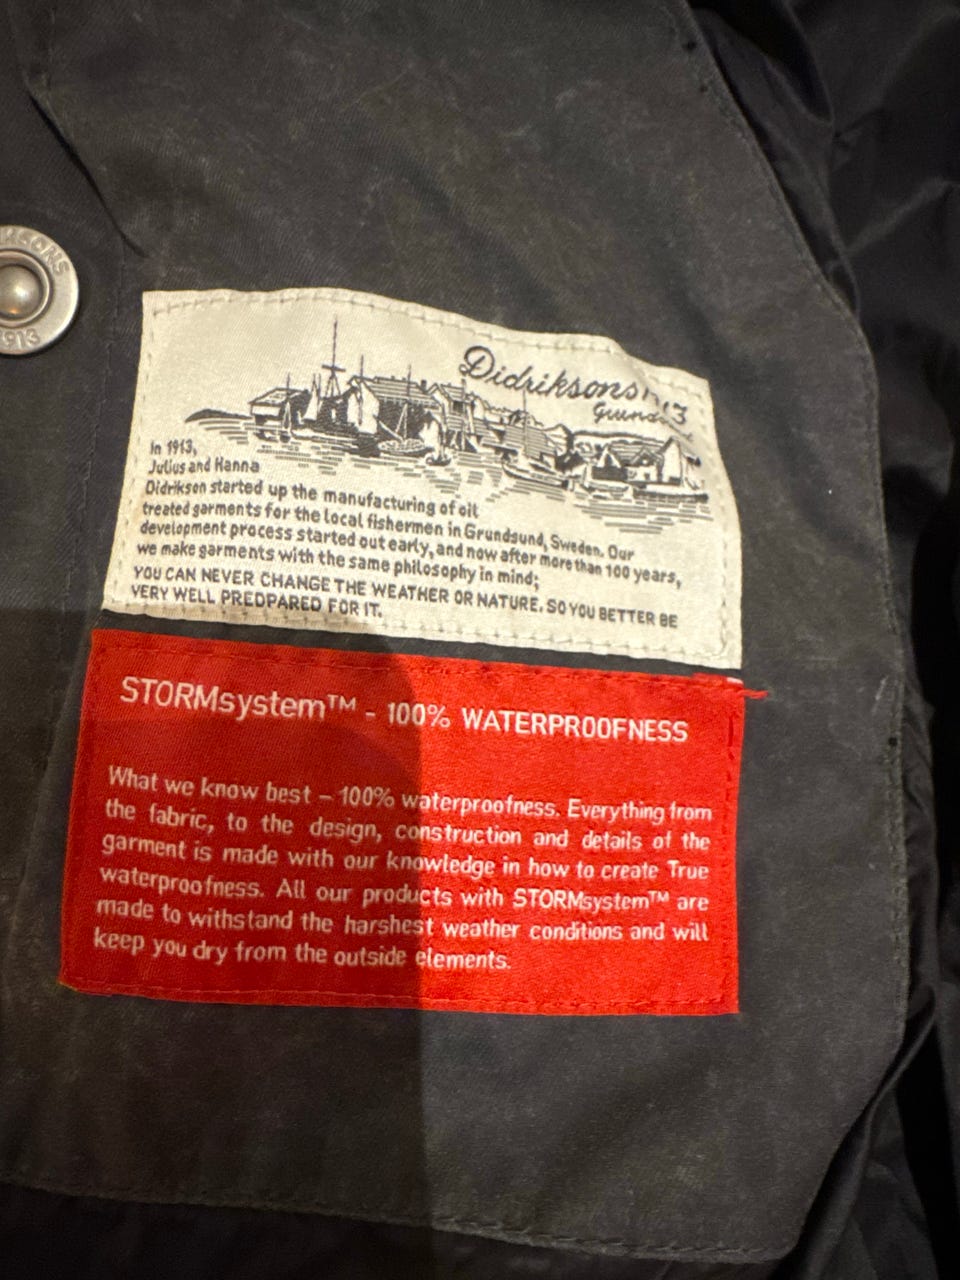 1913
Didriksons
In 1913,
Julius and Hanna
Didrikson started up the manufacturing of oil
treated garments for the local fishermen in Grundsund, Sweden. Our
development process started out early, and now after more than 100 years,
we make garments with the same philosophy in mind;
YOU CAN NEVER CHANGE THE WEATHER OR NATURE. SO YOU BETTER BE
VERY WELL PREDPARED FOR IT.
STORMsystem™ - 100% WATERPROOFNESS
What we know best – 100% waterproofness. Everything from
the fabric, to the design, construction and details of the
garment is made with our knowledge in how to create True
waterproofness. All our products with STORMsystem™ are
made to withstand the harshest weather conditions and will
keep you dry from the outside elements.